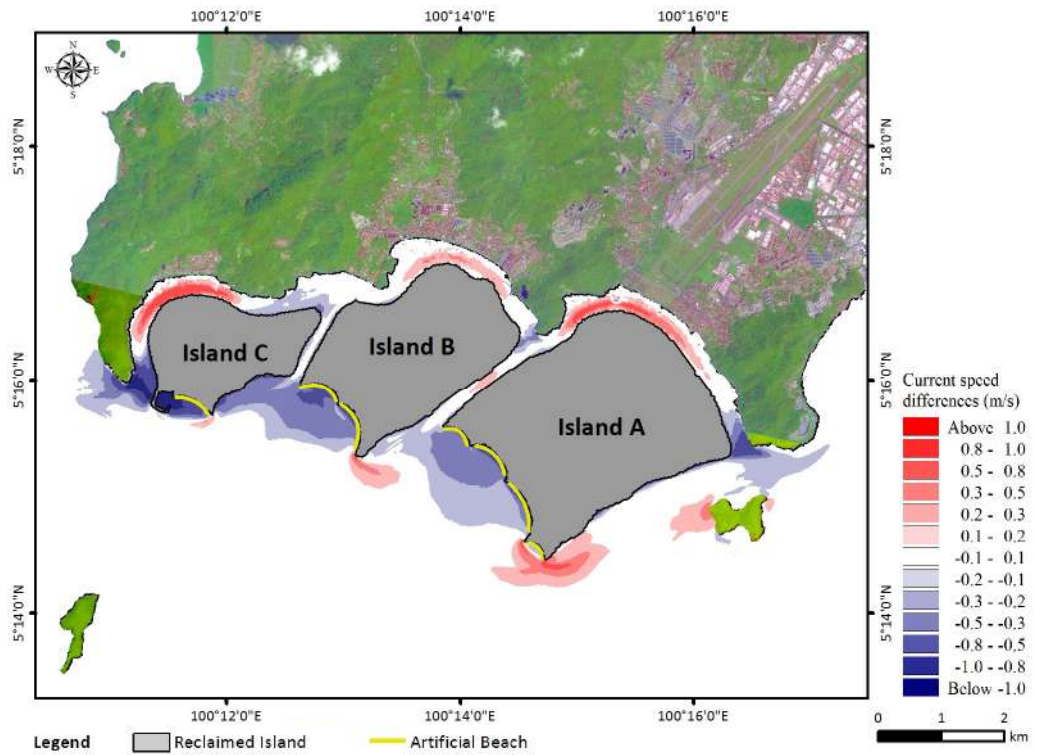 100°12'0"E 100°14'0"E 100°16'0"E
N
W E
S
5°18'0"N 5°18'0"N
5°16'0"N 5°16'0"N
5°14'0"N 5°14'0"N
Island C
Island B
Island A
Current speed
differences (m/s)
Above 1.0
0.8 - 1.0
0.5 - 0.8
0.3 - 0.5
0.2 - 0.3
0.1 - 0.2
-0.1 - 0.1
-0.2 - -0.1
-0.3 - -0.2
-0.5 - -0.3
-0.8 - -0.5
-1.0 - -0.8
Below -1.0
0 1 2
km
100°12'0"E 100°14'0"E 100°16'0"E
Legend Reclaimed Island Artificial Beach